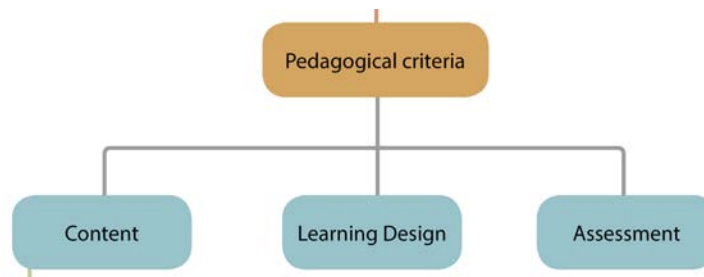 Pedagogical criteria
Content
Learning Design
Assessment